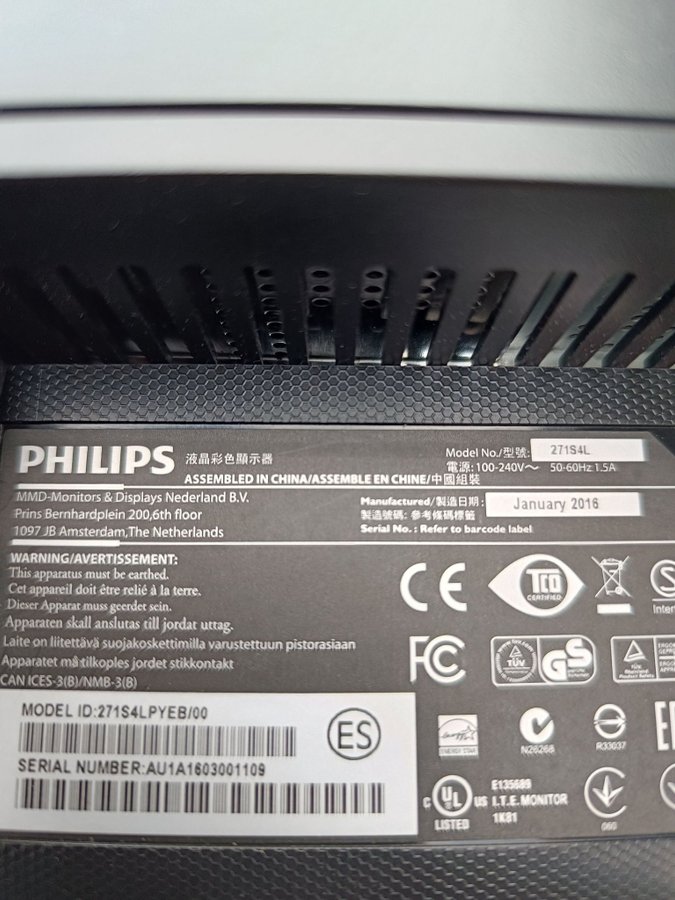 PHILIPS 液晶彩色顯示器
Model No./型號: 271S4L
電源: 100-240V～ 50-60Hz 1.5A
ASSEMBLED IN CHINA/ASSEMBLE EN CHINE/中國組裝
MMD-Monitors & Displays Nederland B.V.
Prins Bernhardplein 200,6th floor
1097 JB Amsterdam,The Netherlands
Manufactured/製造日期: January 2016
製造號碼: 參考條碼標籤
Serial No.: Refer to barcode label
WARNING/AVERTISSEMENT:
This apparatus must be earthed.
Cet appareil doit être relié à la terre.
Dieser Apparat muss geerdet sein.
Apparaten skall anslutas till jordat uttag.
Laite on liitettävä suojakoskettimilla varustettuun pistorasiaan
Apparatet må tilkoples jordet stikkontakt
CAN ICES-3(B)/NMB-3(B)
CE
TCO
CERTIFIED
FC
TÜV
GS
MODEL ID:271S4LPYEB/00
SERIAL NUMBER:AU1A1603001109
ES
ENERGY STAR
N26268
R33037
C UL US
LISTED
E135689
I.T.E. MONITOR
1K81